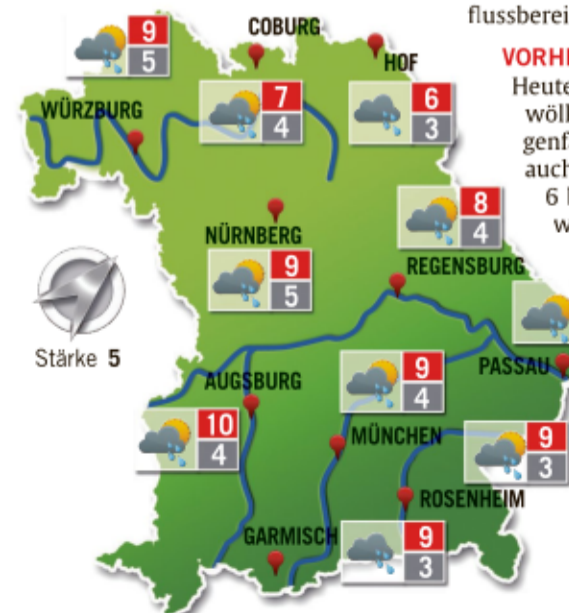 flussberei
VORH
Heute
wöll
genf
auch
6
w
9
5
COBURG
HOF
WÜRZBURG
7
4
6
3
8
4
NÜRNBERG
9
5
REGENSBURG
Stärke 5
PASSAU
AUGSBURG
9
4
10
4
MÜNCHEN
9
3
ROSENHEIM
GARMISCH
9
3